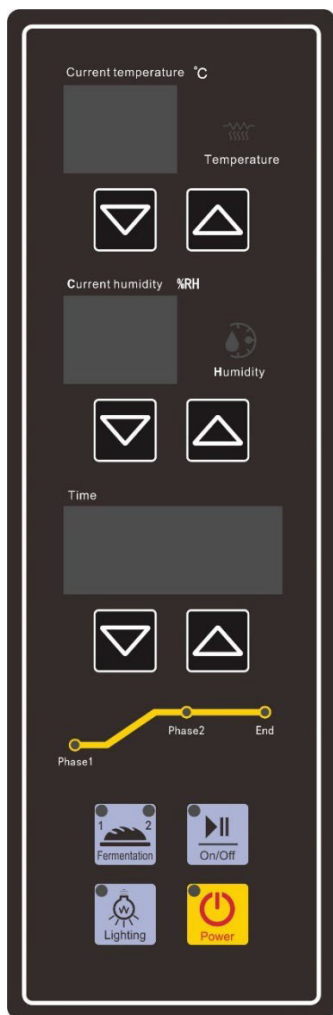 Current temperature °C
Temperature
Current humidity %RH
Humidity
Time
Phase2 End
Phase1
1 2
Fermentation
On/Off
W
Lighting
Power